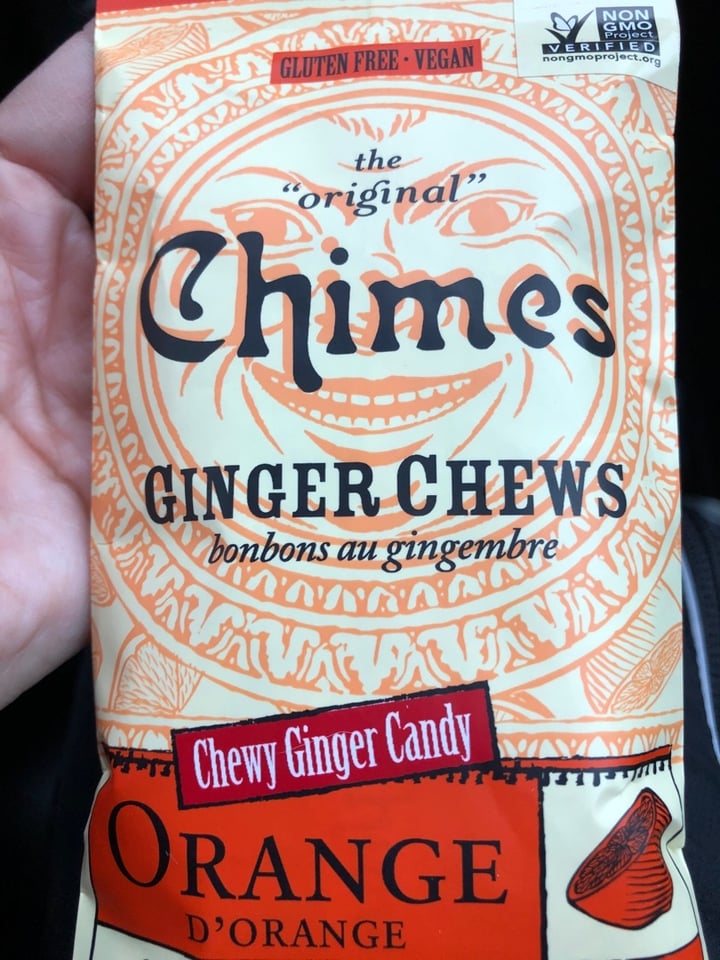 NON
GMO
Project
VERIFIED
nongmoproject.org
GLUTEN FREE • VEGAN
the
“original”
Chimes
GINGER CHEWS
bonbons au gingembre
Chewy Ginger Candy
ORANGE
D’ORANGE